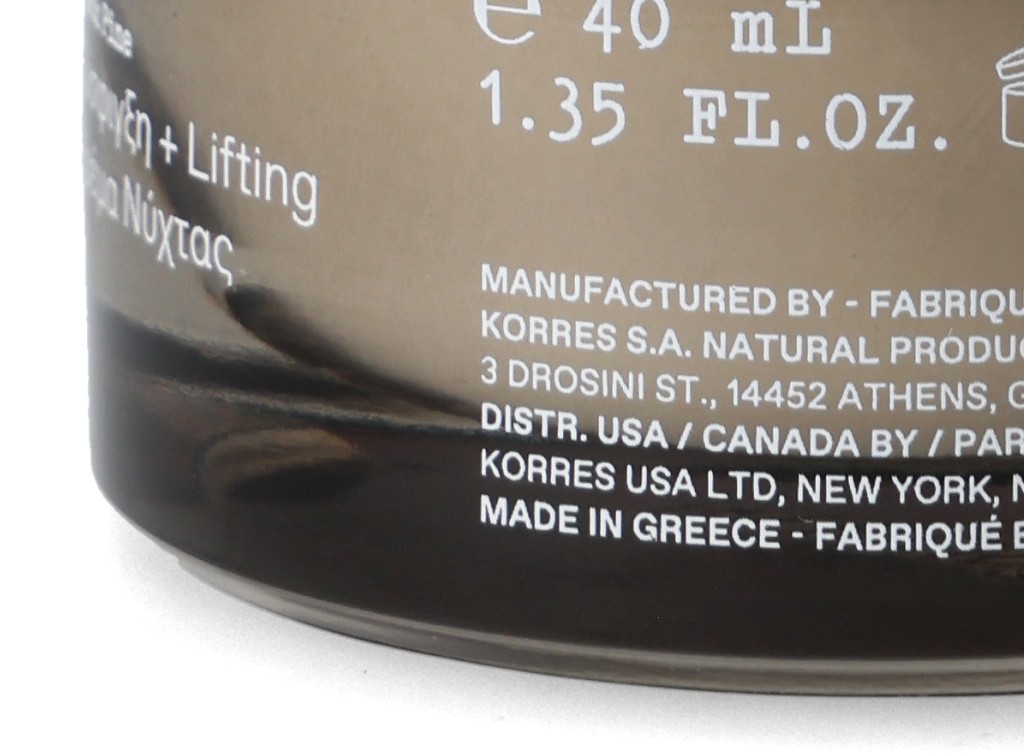 Pine
+ Lifting
Νύχτας
e 40 mL
1.35 FL.OZ.
MANUFACTURED BY - FABRIQU
KORRES S.A. NATURAL PRODUC
3 DROSINI ST., 14452 ATHENS, G
DISTR. USA / CANADA BY / PAR
KORRES USA LTD, NEW YORK, N
MADE IN GREECE - FABRIQUÉ E